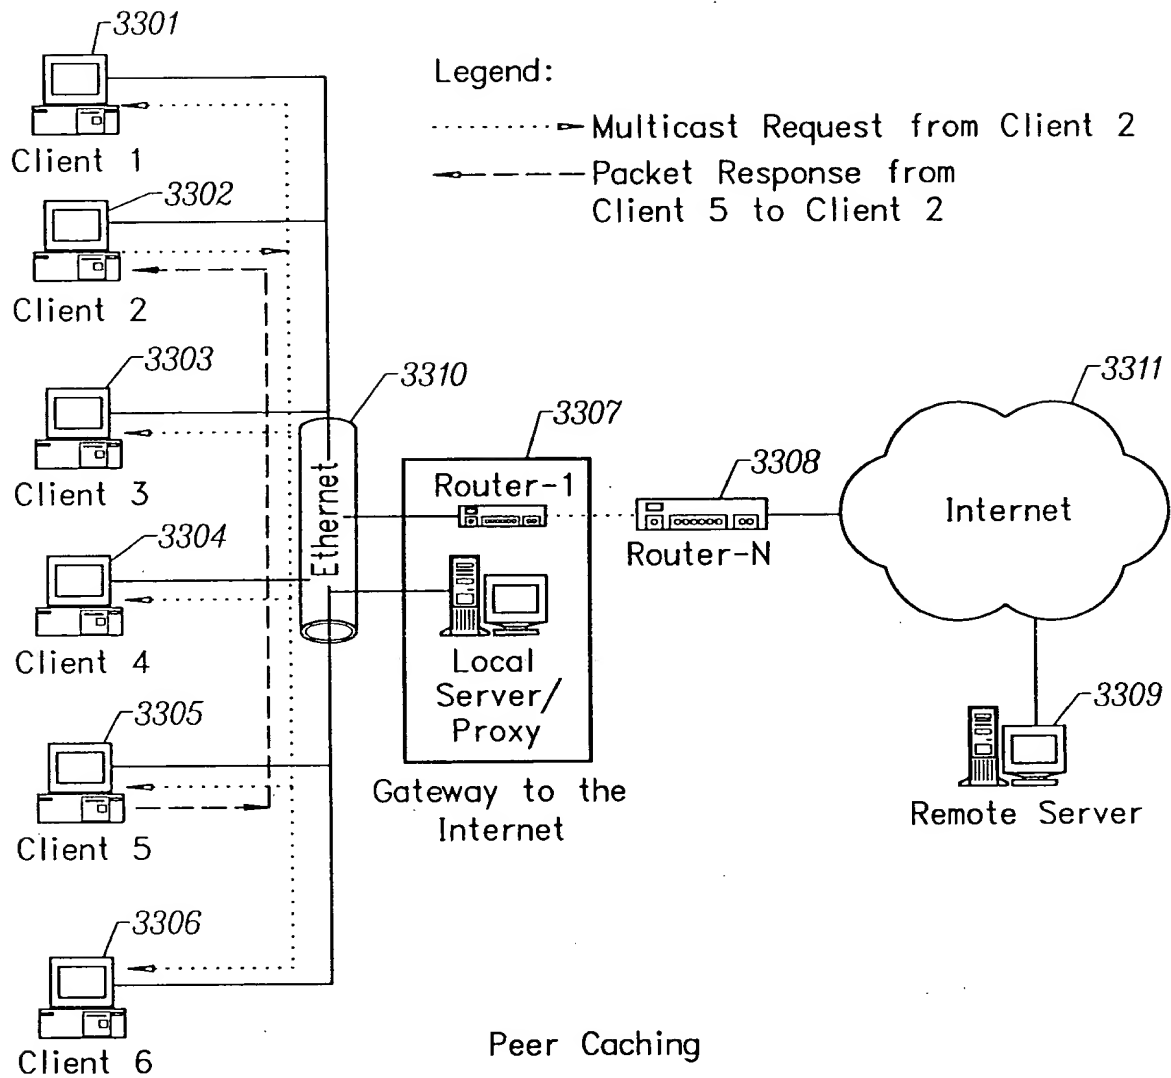 3301
Client 1
Legend:
Multicast Request from Client 2
Packet Response from
Client 5 to Client 2
3302
Client 2
3303
Client 3
3304
Client 4
3305
Client 5
3306
Client 6
3310
Ethernet
3307
Router-1
Local
Server/
Proxy
Gateway to the
Internet
3308
Router-N
3311
Internet
3309
Remote Server
Peer Caching